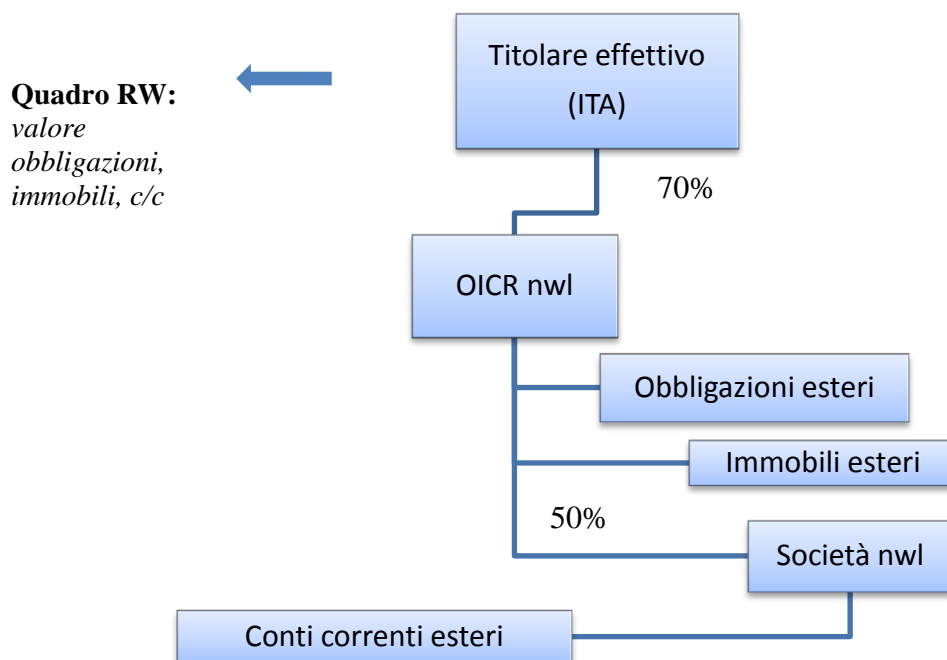 Titolare effettivo
(ITA)
Quadro RW:
valore
obbligazioni,
immobili, c/c
70%
OICR nwl
Obbligazioni esteri
Immobili esteri
50%
Società nwl
Conti correnti esteri